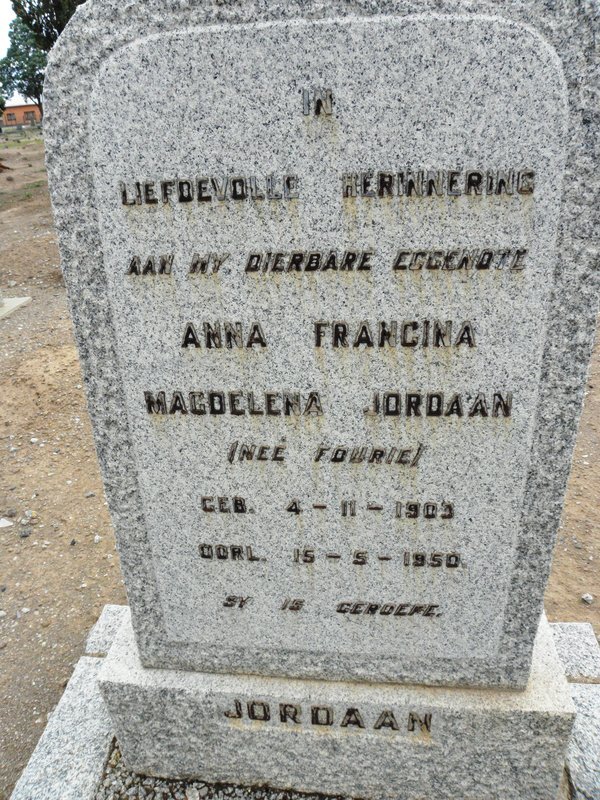 IN
LIEFDEVOLLE HERINNERING
AAN MY DIERBARE EGGENOTE
ANNA FRANCINA
MAGDELENA JORDAAN
(NEÉ FOURIE)
GEB. 4-11-1903
OORL. 15-5-1950.
SY IS GEROEPE.
JORDAAN